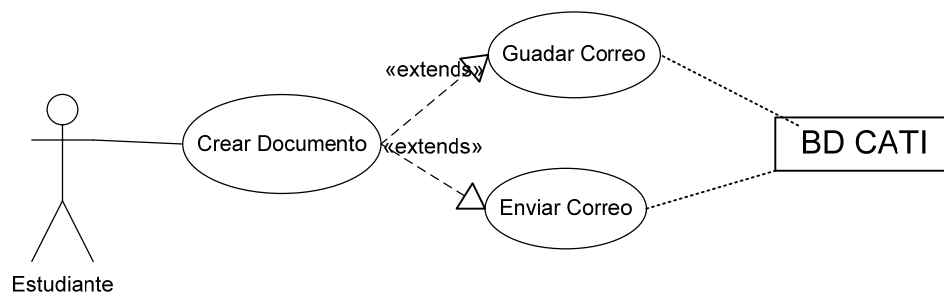 Guadar Correo
«extends»
Crear Documento
«extends»
BD CATI
Enviar Correo
Estudiante